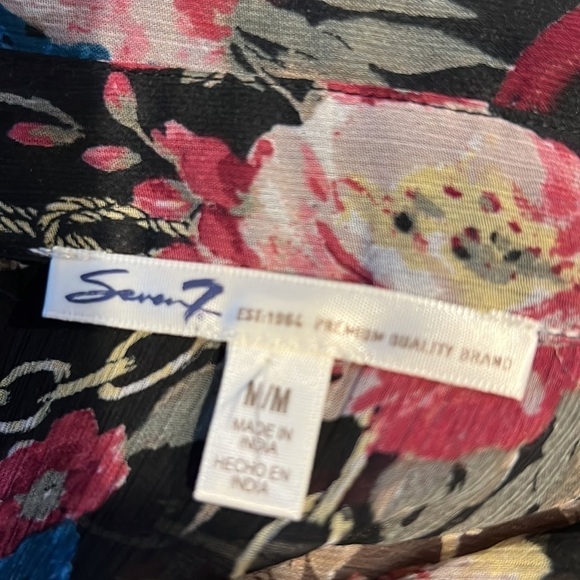 Seven7 EST:1964 PREMIUM QUALITY BRAND
M/M
MADE IN
INDIA
HECHO EN
INDIA